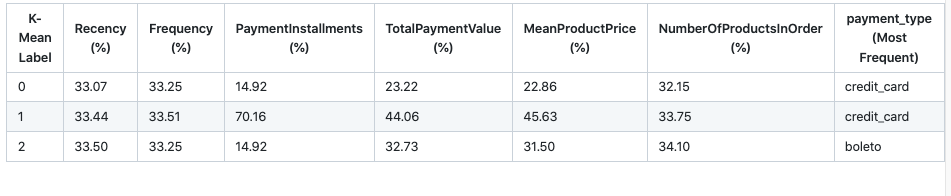 K-Mean Label Recency (%) Frequency (%) PaymentInstallments (%) TotalPaymentValue (%) MeanProductPrice (%) NumberOfProductsInOrder (%) payment_type (Most Frequent)
0 33.07 33.25 14.92 23.22 22.86 32.15 credit_card
1 33.44 33.51 70.16 44.06 45.63 33.75 credit_card
2 33.50 33.25 14.92 32.73 31.50 34.10 boleto